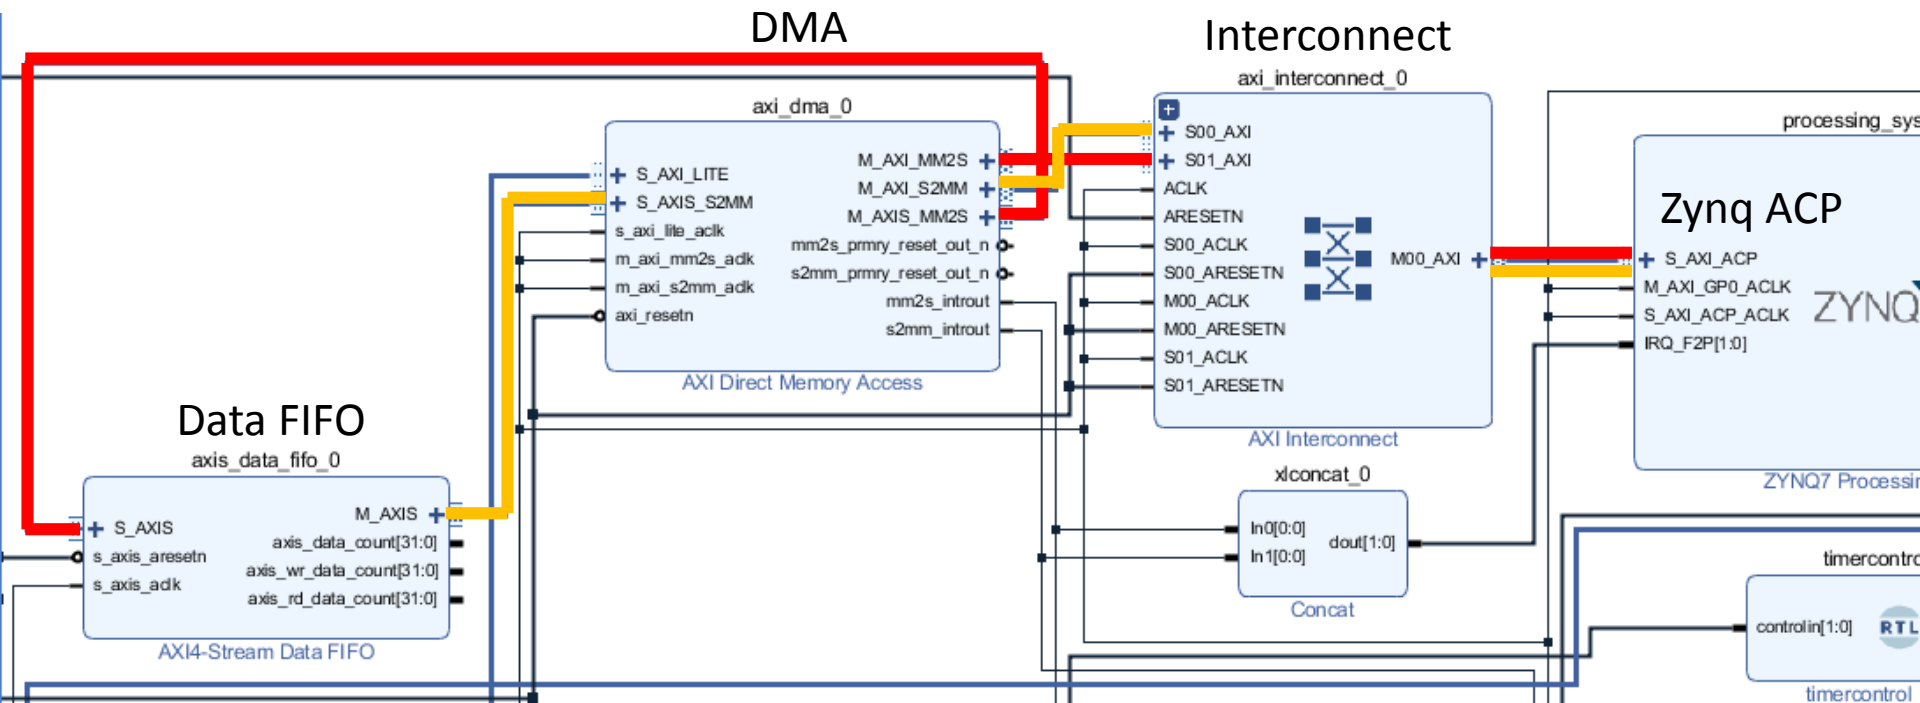 DMA
Interconnect
axi_interconnect_0
axi_dma_0
processing_sys
S_AXI_LITE
S_AXIS_S2MM
s_axi_lite_aclk
m_axi_mm2s_aclk
m_axi_s2mm_aclk
axi_resetn
M_AXI_MM2S
M_AXI_S2MM
M_AXIS_MM2S
mm2s_prmry_reset_out_n
s2mm_prmry_reset_out_n
mm2s_introut
s2mm_introut
AXI Direct Memory Access
S00_AXI
S01_AXI
ACLK
ARESETN
S00_ACLK
S00_ARESETN
M00_ACLK
M00_ARESETN
S01_ACLK
S01_ARESETN
M00_AXI
AXI Interconnect
Zynq ACP
S_AXI_ACP
M_AXI_GP0_ACLK
S_AXI_ACP_ACLK
IRQ_F2P[1:0]
ZYNQ
ZYNQ7 Processin
Data FIFO
axis_data_fifo_0
S_AXIS
s_axis_aresetn
s_axis_aclk
M_AXIS
axis_data_count[31:0]
axis_wr_data_count[31:0]
axis_rd_data_count[31:0]
AXI4-Stream Data FIFO
xlconcat_0
In0[0:0]
In1[0:0]
dout[1:0]
Concat
timercontro
controlin[1:0]
RTL
timercontrol